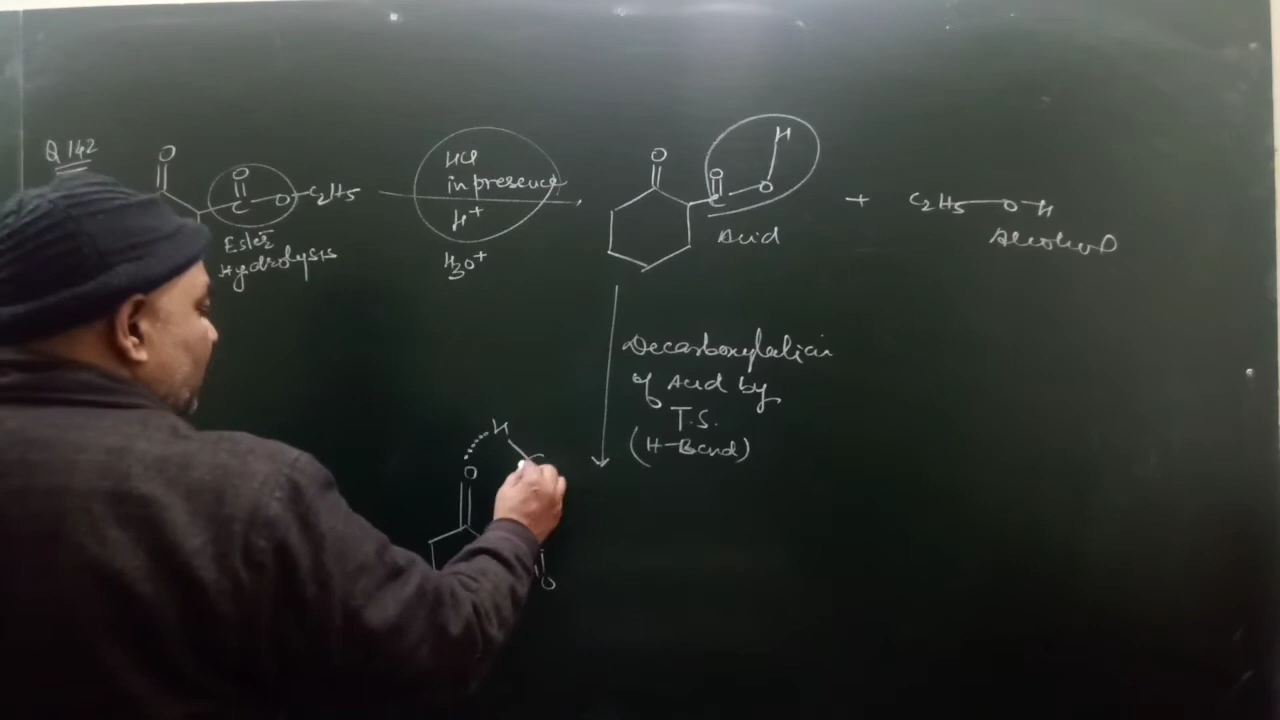 Q 142
O
O
C O C2H5
Ester
Hydrolysis
HCl
in presence
H+
H3O+
O
O H
C O
Acid
+ C2H5 O H
Alcohol
Decarboxylation
of Acid by
T.S.
(H-Bond)
H
O
O